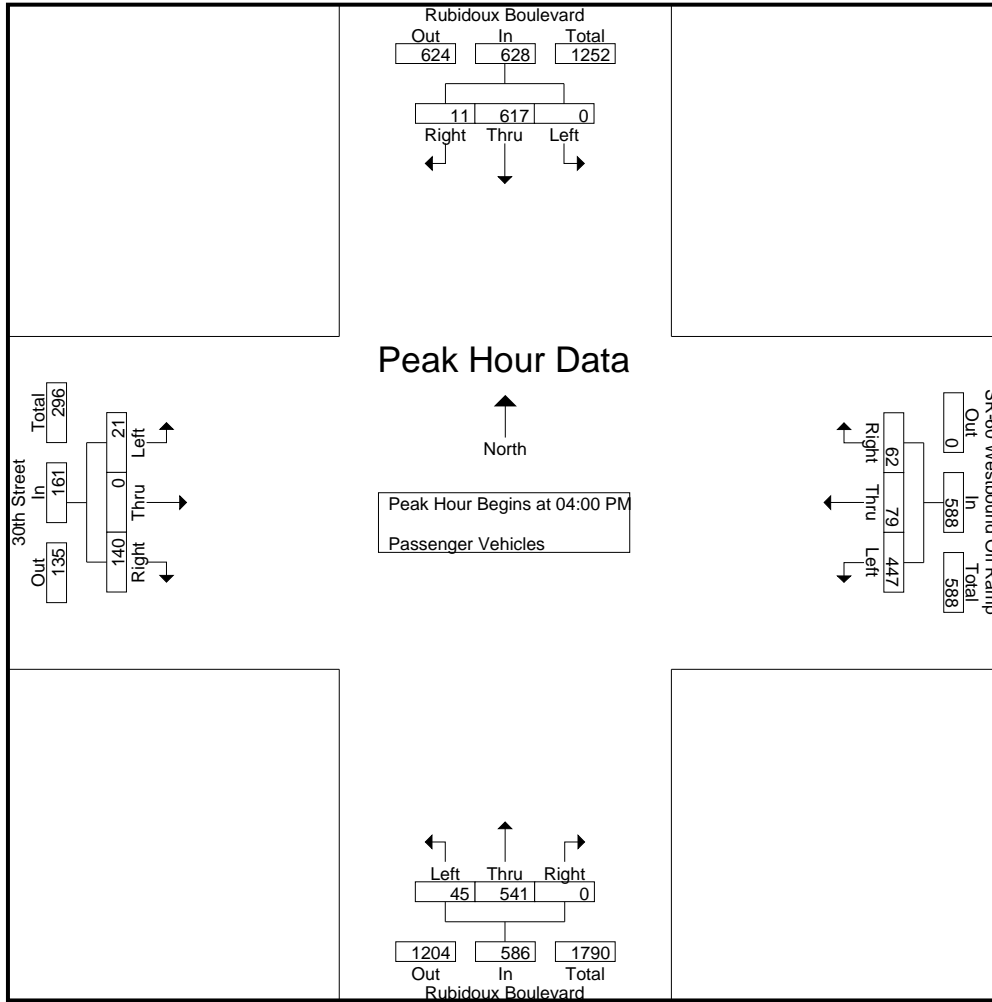 Rubidoux Boulevard
Out In Total
624 628 1252
11 617 0
Right Thru Left
Peak Hour Data
North
Peak Hour Begins at 04:00 PM
Passenger Vehicles
30th Street
Total In Out
296 161 135
21 0 140
Left Thru Right
Westbound Ramp
Out In Total
0 588 588
62 79 447
Right Thru Left
Left Thru Right
45 541 0
1204 586 1790
Out In Total
Rubidoux Boulevard